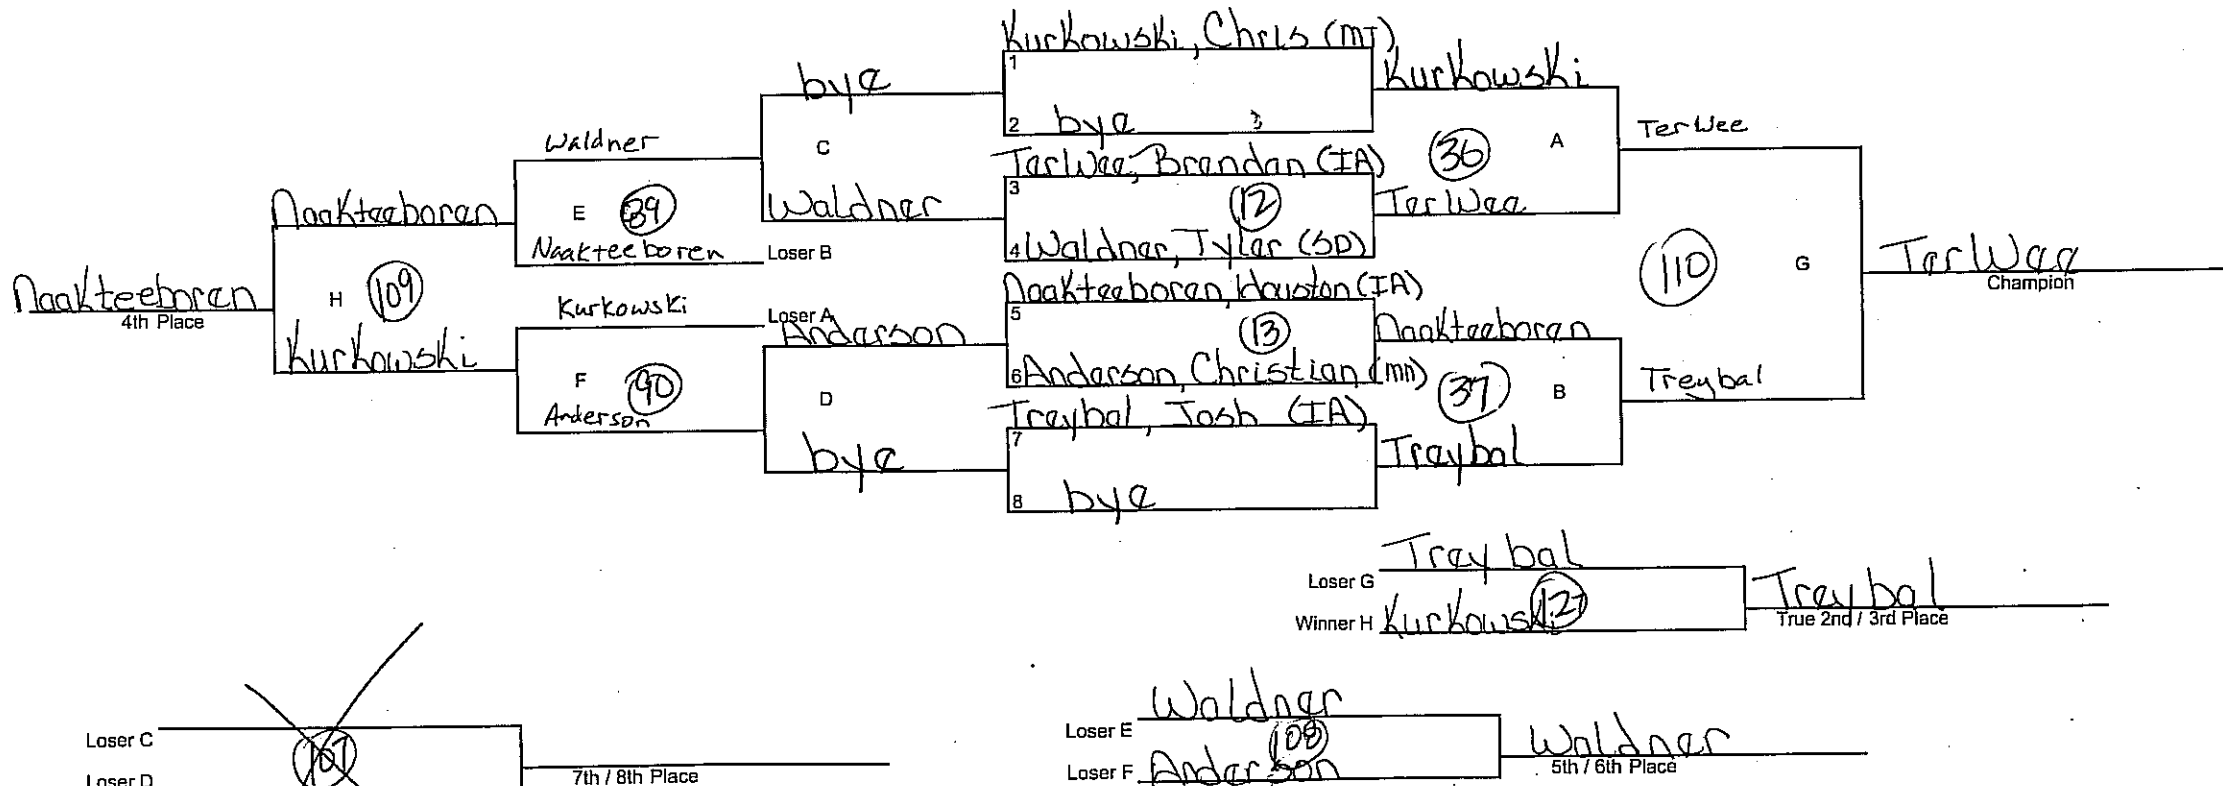 Kurkowski, Chris (MT)
bye 1 Kurkowski
2 bye
Waldner C TerWee, Brandan (IA) 36 A TerWee
Naakteeboren E 89 Waldner 3 12 TerWee
Naakteeboren Loser B 4 Waldner, Tyler (SD) 110 G TerWee
Naakteeboren H 109 Naakteeboren, Houston (IA) Champion
4th Place Kurkowski Loser A 5 Naakteeboren
Kurkowski Anderson 13
F 90 6 Anderson, Christian (MN) 37 B Treybal
Anderson D Treybal, Josh (IA)
bye 7 Treybal
8 bye
Treybal
Loser G Treybal
Winner H Kurkowski 127 True 2nd / 3rd Place
Waldner
Loser C Loser E Waldner
107 108
Loser D 7th / 8th Place Loser F Anderson 5th / 6th Place